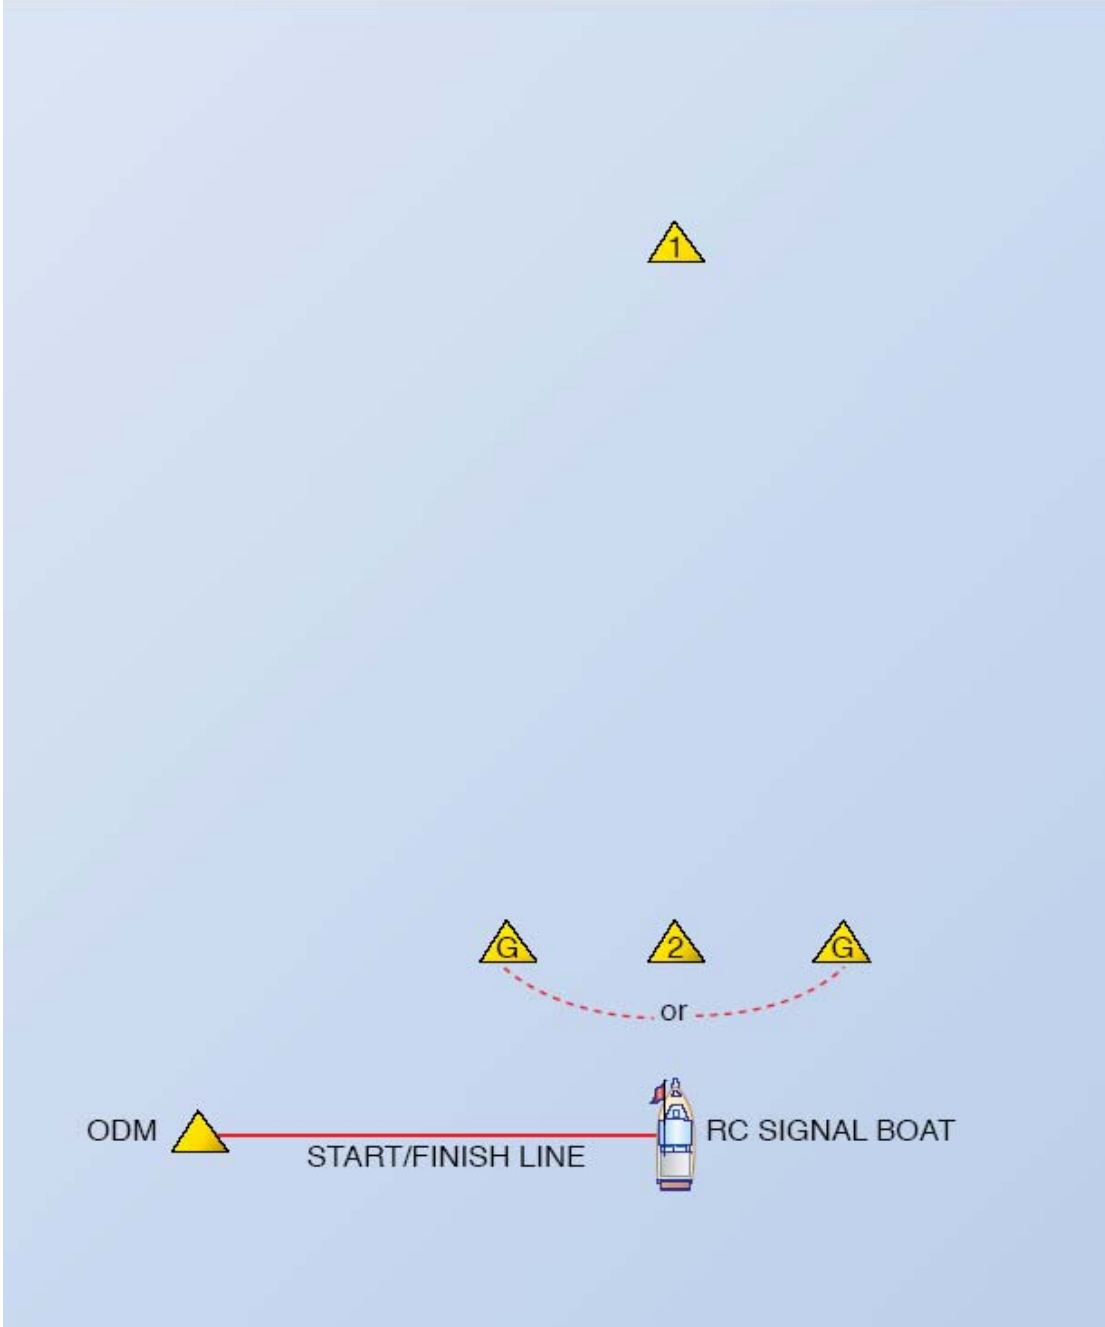 1
G 2 G
or
ODM RC SIGNAL BOAT
START/FINISH LINE